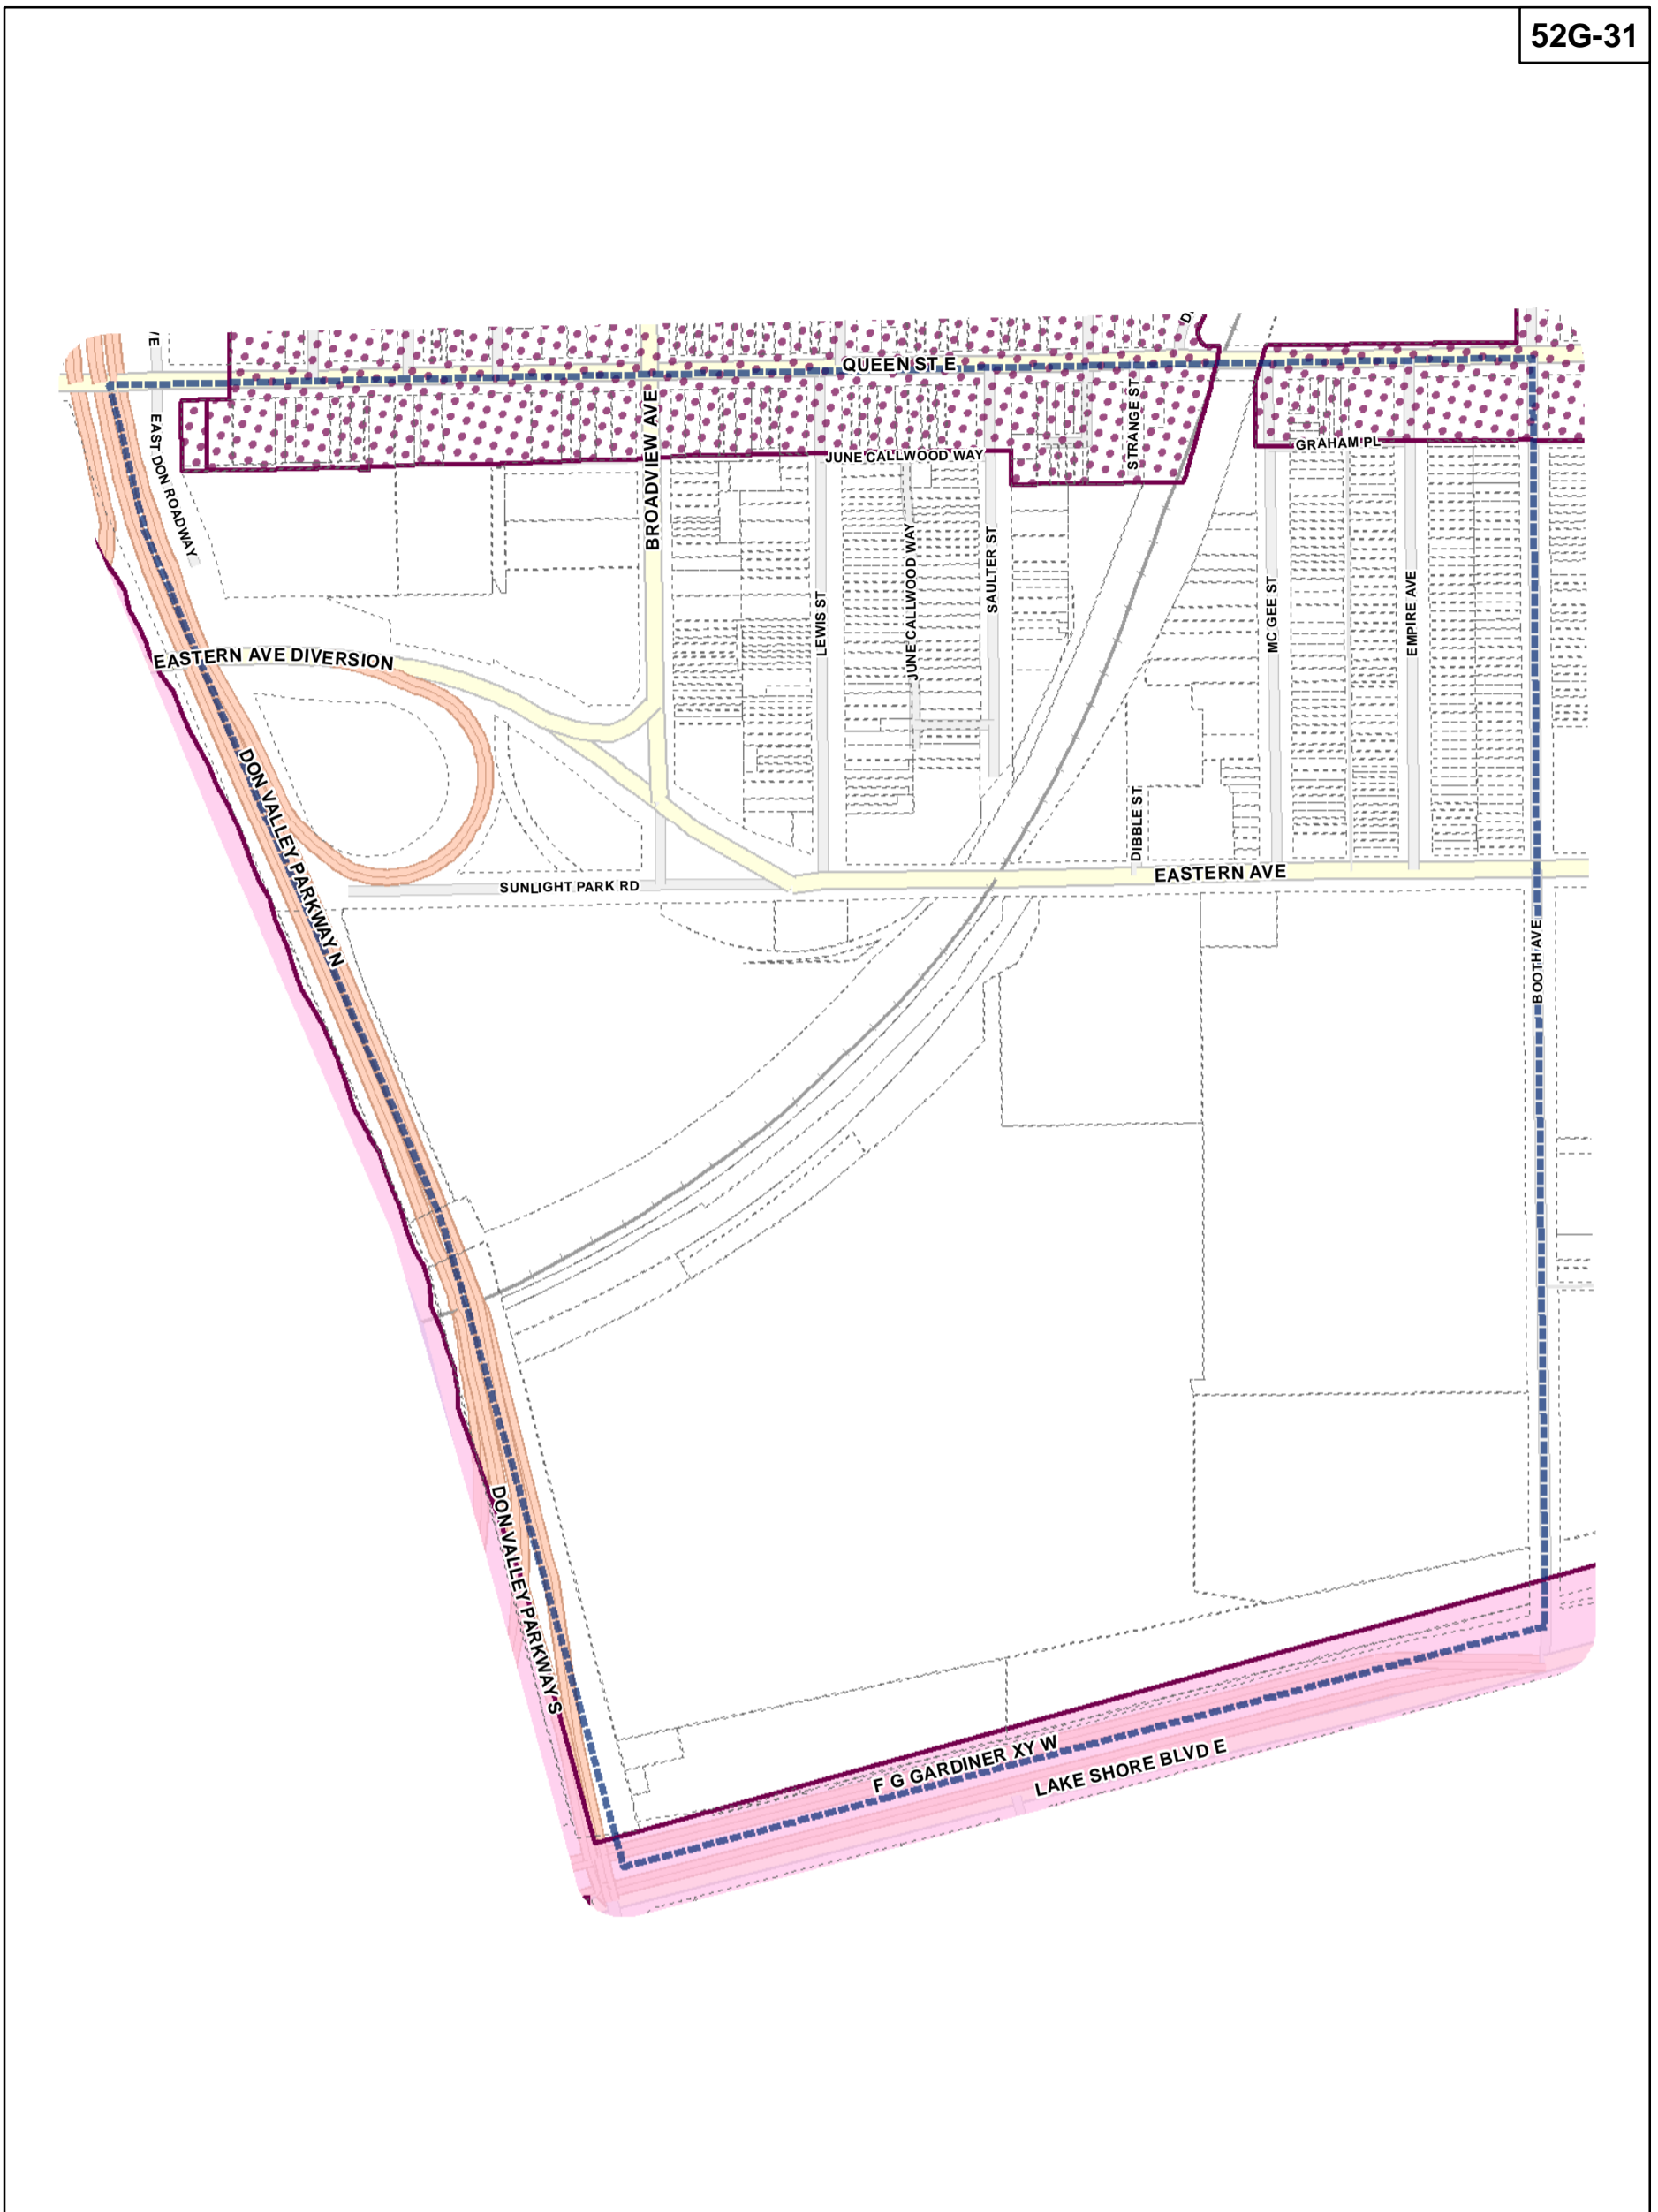 52G-31
QUEEN ST E
EAST DON ROADWAY
BROADVIEW AVE
STRANGE ST
GRAHAM PL
JUNE CALLWOOD WAY
LEWIS ST
JUNE CALLWOOD WAY
SAULTER ST
MC GEE ST
EMPIRE AVE
EASTERN AVE DIVERSION
DON VALLEY PARKWAY N
DIBBLE ST
EASTERN AVE
SUNLIGHT PARK RD
BOOTH AVE
DON VALLEY PARKWAY S
F G GARDINER XY W
LAKE SHORE BLVD E